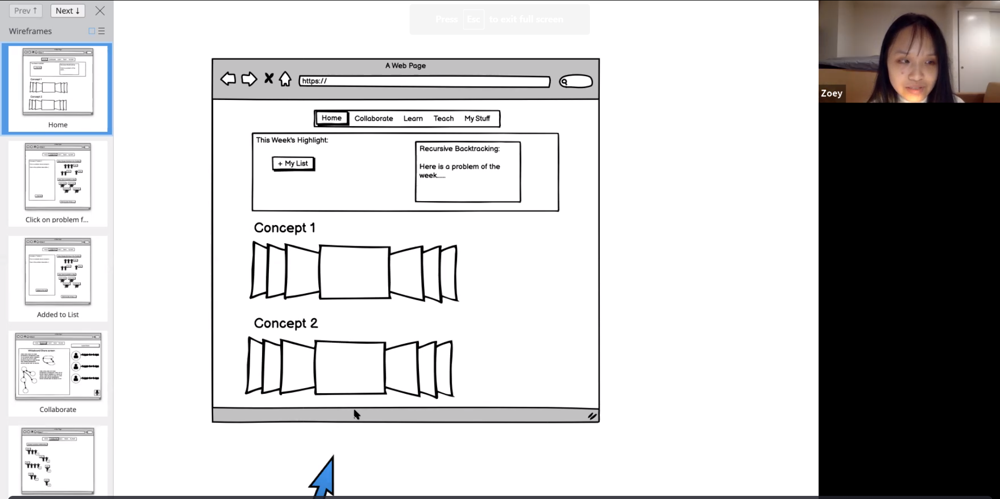 Prev ↑ Next ↓
Wireframes
Home
Click on problem f...
Added to List
Collaborate
Press Esc to exit full screen
A Web Page
https://
Home Collaborate Learn Teach My Stuff
This Week's Highlight:
+ My List
Recursive Backtracking:
Here is a problem of the
week......
Concept 1
Concept 2
Zoey